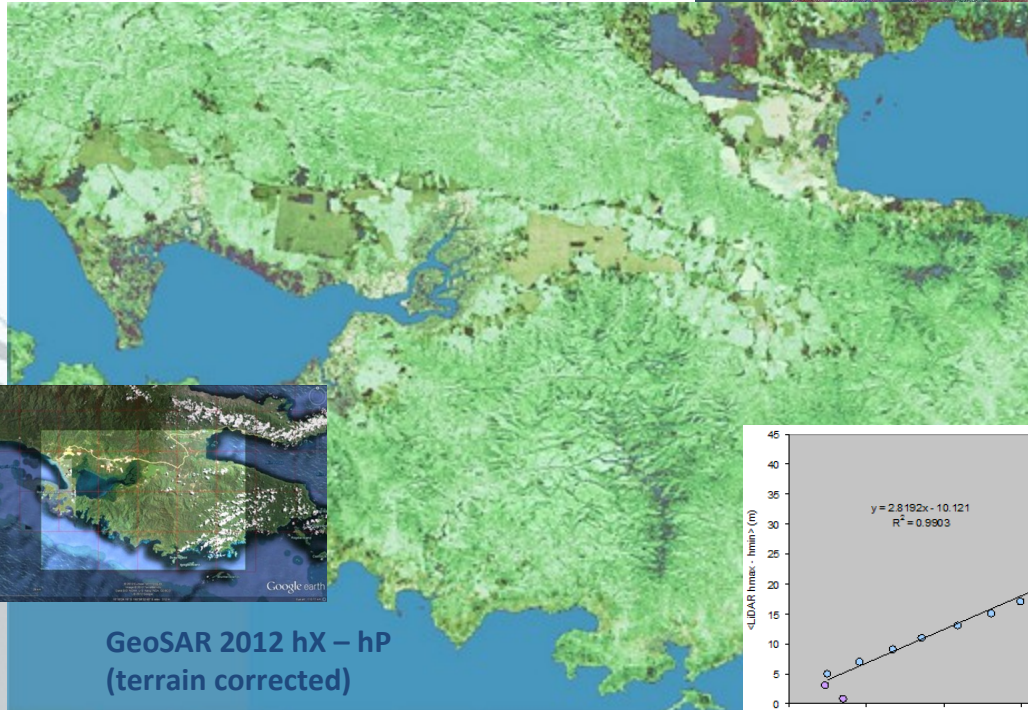 Google earth
GeoSAR 2012 hX – hP
(terrain corrected)
45
40
35
30
25
20
15
10
5
0
<LiDAR hmax - hmin> (m)
y = 2.8192x - 10.121
R² = 0.9903